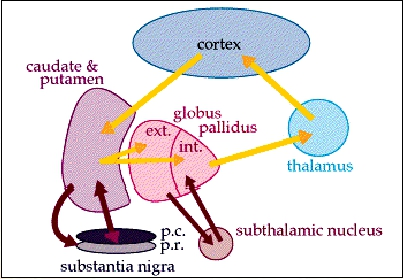 cortex
caudate &
putamen
globus
pallidus
ext.
int.
thalamus
p.c.
p.r.
subthalamic nucleus
substantia nigra